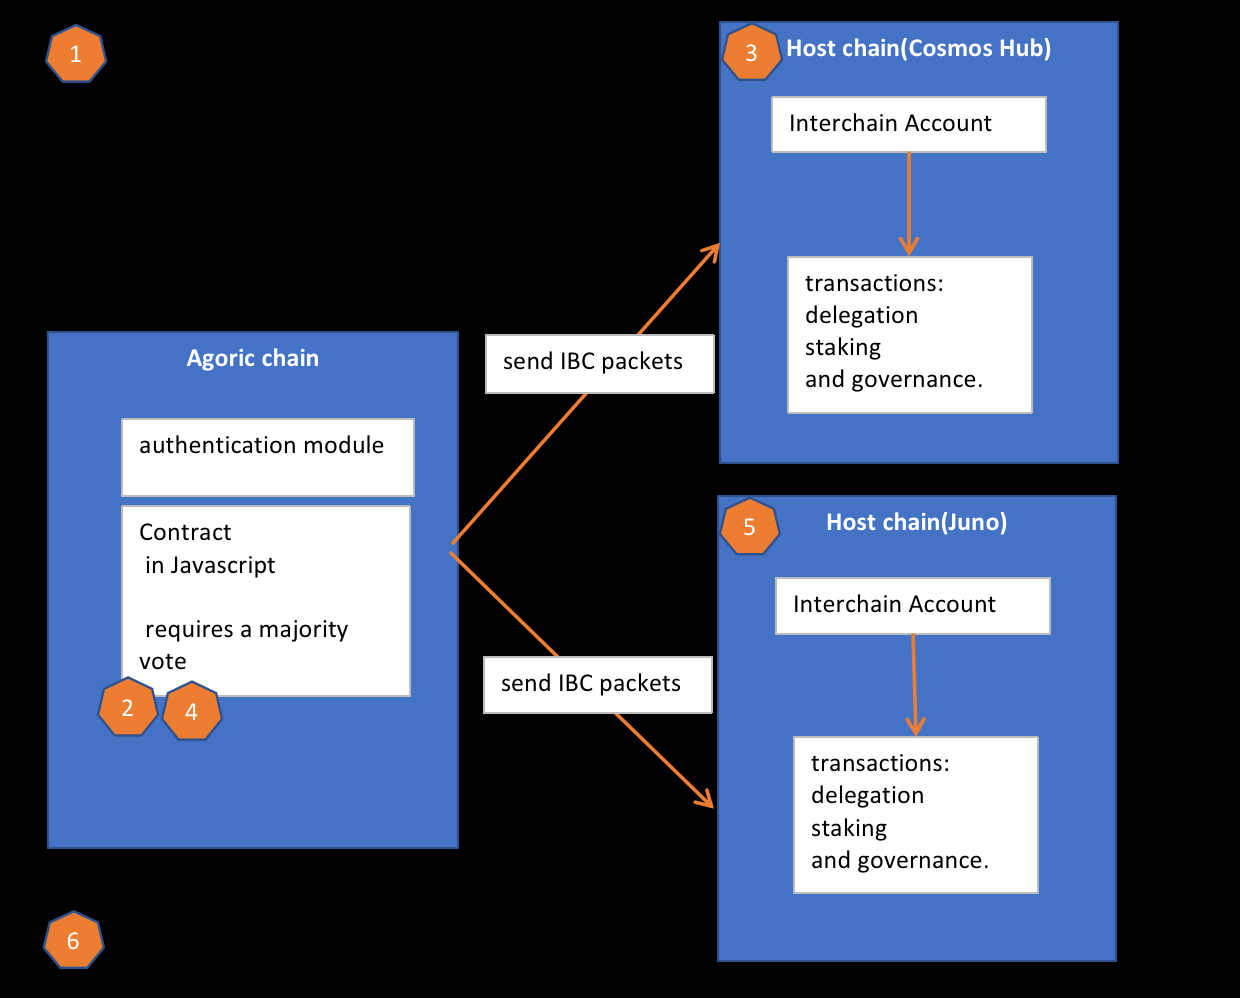 1
3
Host chain(Cosmos Hub)
Interchain Account
transactions:
delegation
staking
and governance.
send IBC packets
Agoric chain
authentication module
Contract
in Javascript
requires a majority
vote
2
4
5
Host chain(Juno)
Interchain Account
send IBC packets
transactions:
delegation
staking
and governance.
6